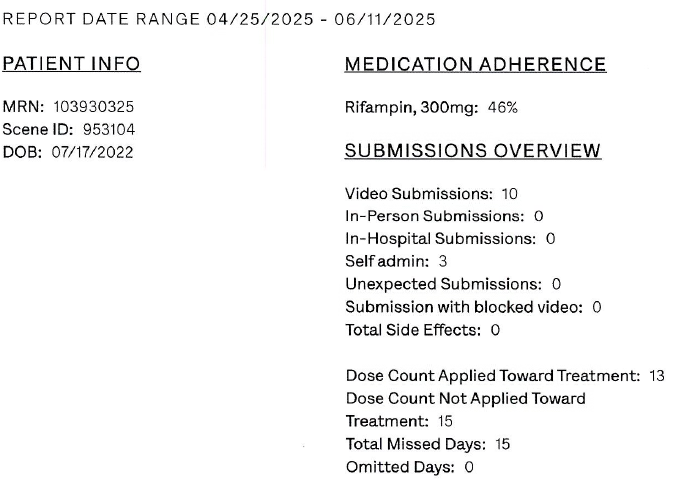 REPORT DATE RANGE 04/25/2025 - 06/11/2025
PATIENT INFO
MRN: 103930325
Scene ID: 953104
DOB: 07/17/2022
MEDICATION ADHERENCE
Rifampin, 300mg: 46%
SUBMISSIONS OVERVIEW
Video Submissions: 10
In-Person Submissions: 0
In-Hospital Submissions: 0
Self admin: 3
Unexpected Submissions: 0
Submission with blocked video: 0
Total Side Effects: 0
Dose Count Applied Toward Treatment: 13
Dose Count Not Applied Toward
Treatment: 15
Total Missed Days: 15
Omitted Days: 0